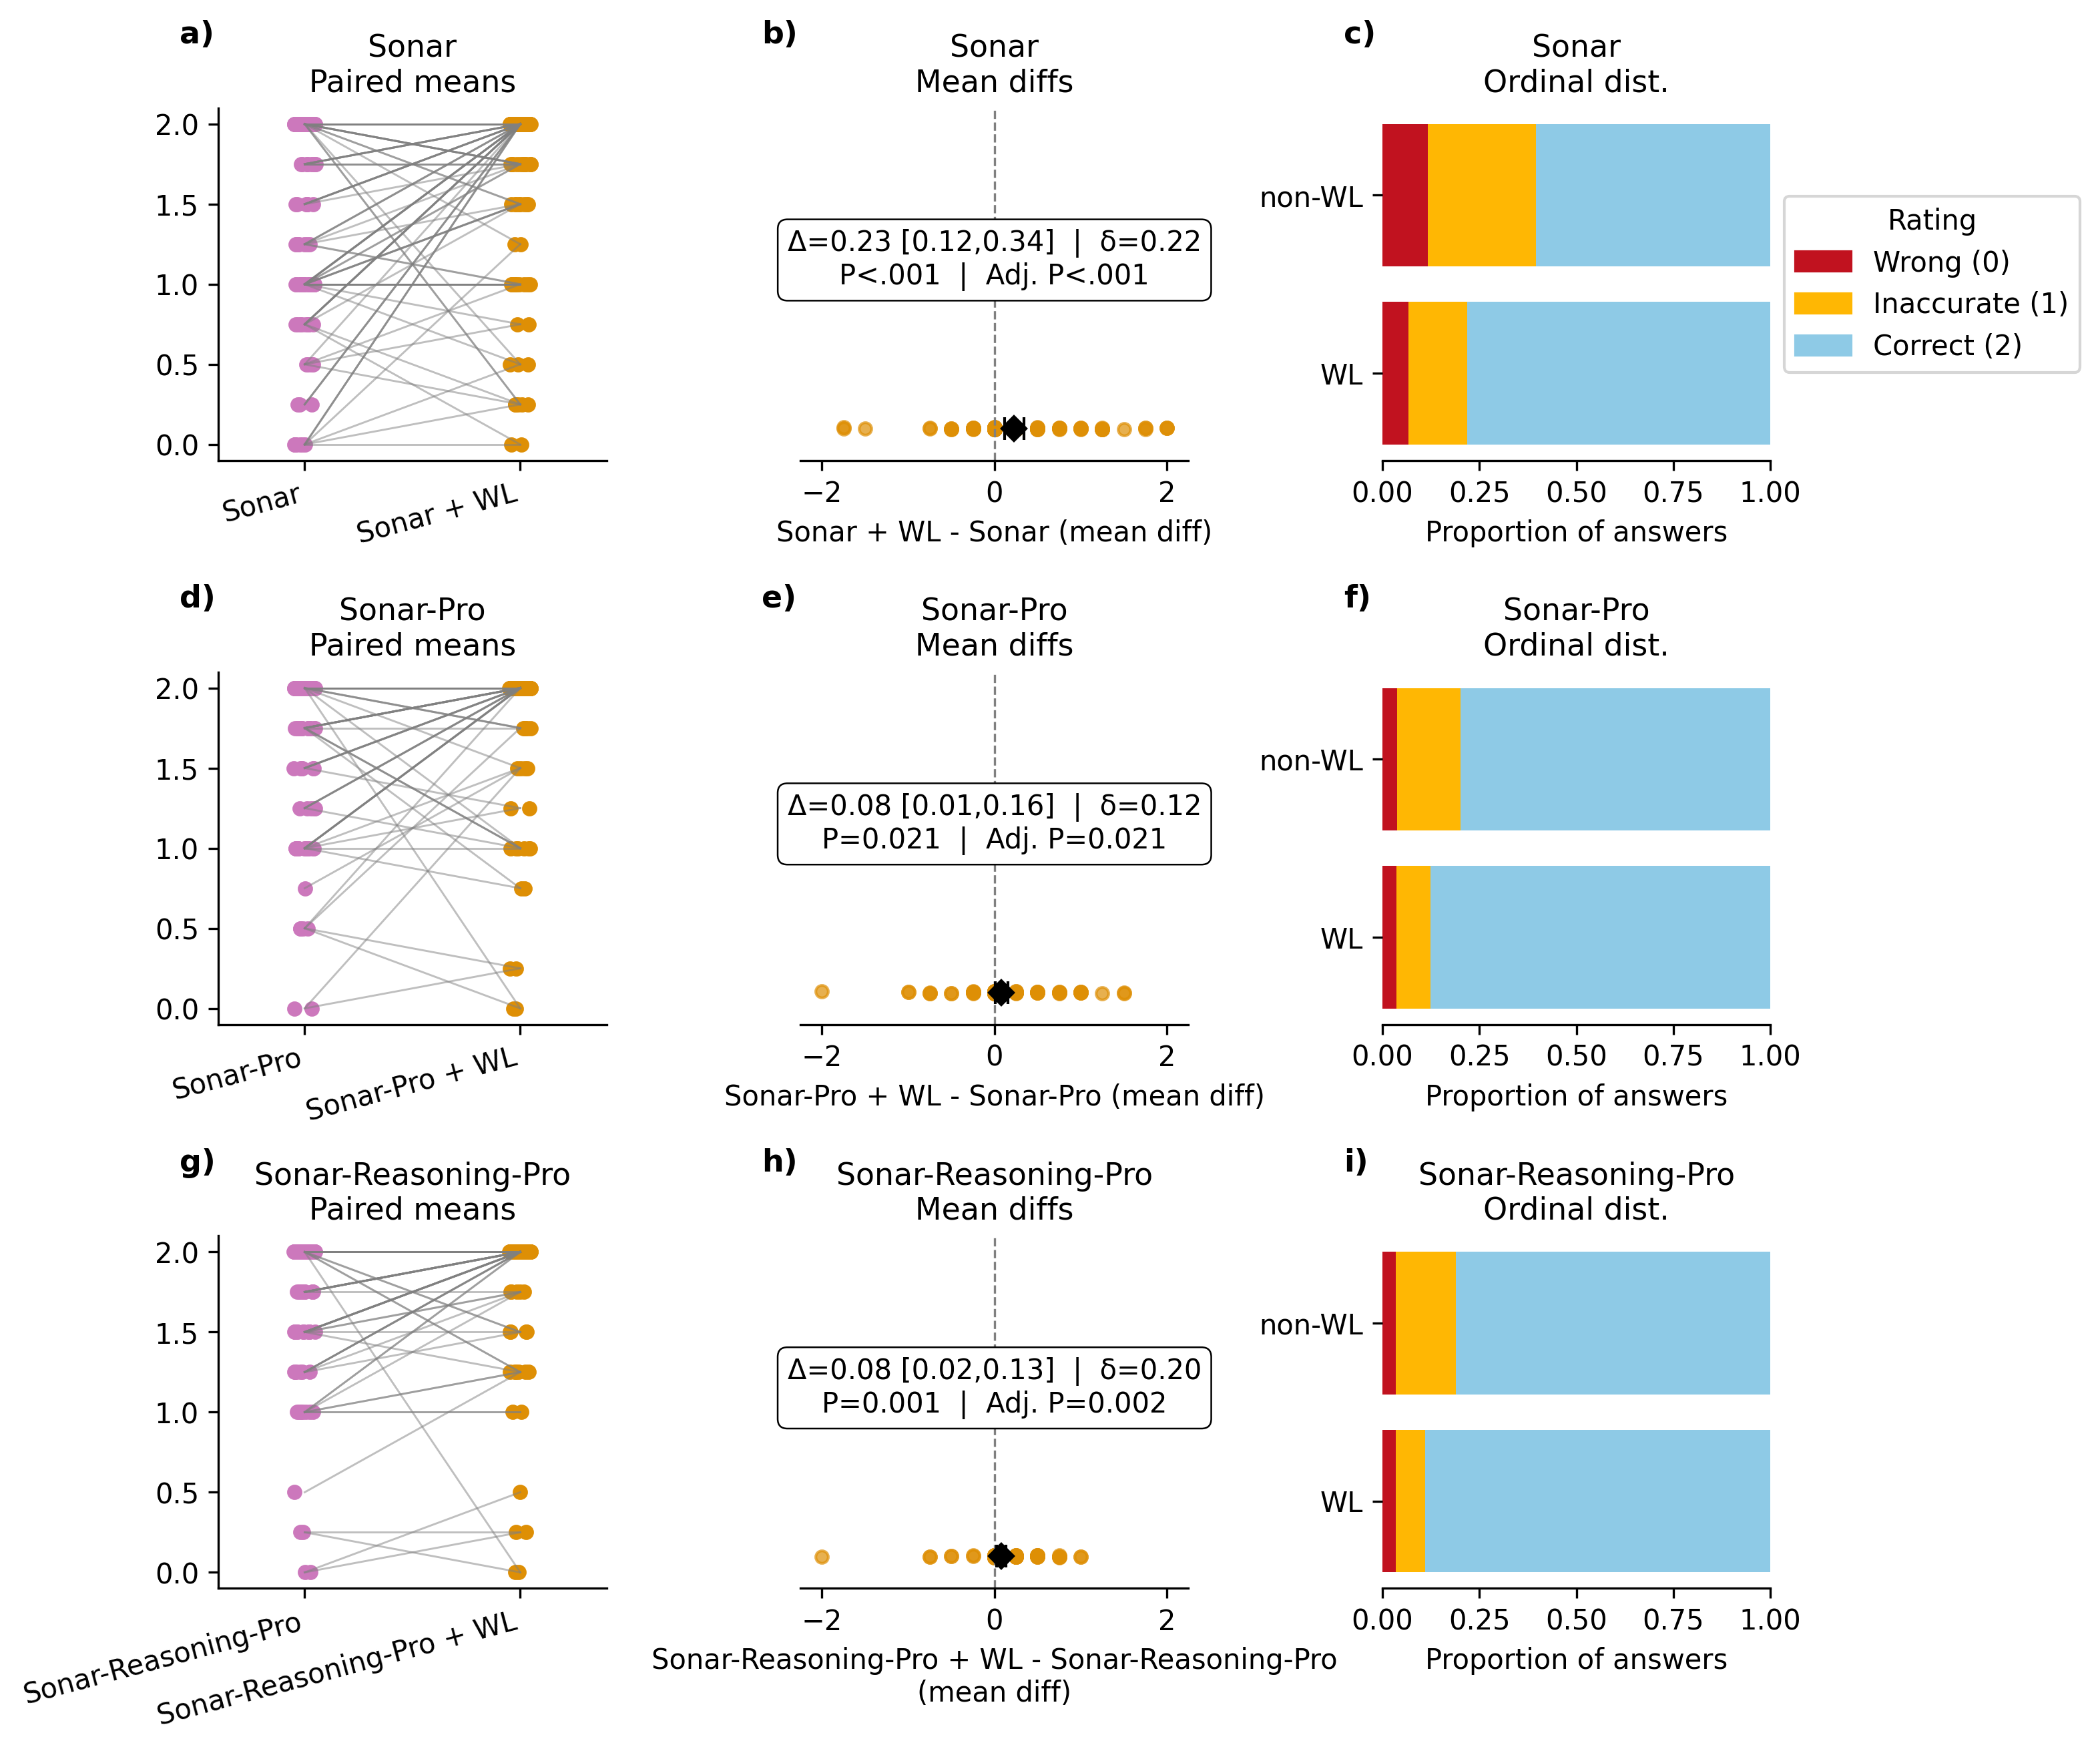 a)
Sonar
Paired means
2.0
1.5
1.0
0.5
0.0
Sonar
Sonar + WL
b)
Sonar
Mean diffs
Δ=0.23 [0.12,0.34] | δ=0.22
P<.001 | Adj. P<.001
−2
0
2
Sonar + WL - Sonar (mean diff)
c)
Sonar
Ordinal dist.
non-WL
WL
0.00
0.25
0.50
0.75
1.00
Proportion of answers
Rating
Wrong (0)
Inaccurate (1)
Correct (2)
d)
Sonar-Pro
Paired means
2.0
1.5
1.0
0.5
0.0
Sonar-Pro
Sonar-Pro + WL
e)
Sonar-Pro
Mean diffs
Δ=0.08 [0.01,0.16] | δ=0.12
P=0.021 | Adj. P=0.021
−2
0
2
Sonar-Pro + WL - Sonar-Pro (mean diff)
f)
Sonar-Pro
Ordinal dist.
non-WL
WL
0.00
0.25
0.50
0.75
1.00
Proportion of answers
g)
Sonar-Reasoning-Pro
Paired means
2.0
1.5
1.0
0.5
0.0
Sonar-Reasoning-Pro
Sonar-Reasoning-Pro + WL
h)
Sonar-Reasoning-Pro
Mean diffs
Δ=0.08 [0.02,0.13] | δ=0.20
P=0.001 | Adj. P=0.002
−2
0
2
Sonar-Reasoning-Pro + WL - Sonar-Reasoning-Pro
(mean diff)
i)
Sonar-Reasoning-Pro
Ordinal dist.
non-WL
WL
0.00
0.25
0.50
0.75
1.00
Proportion of answers